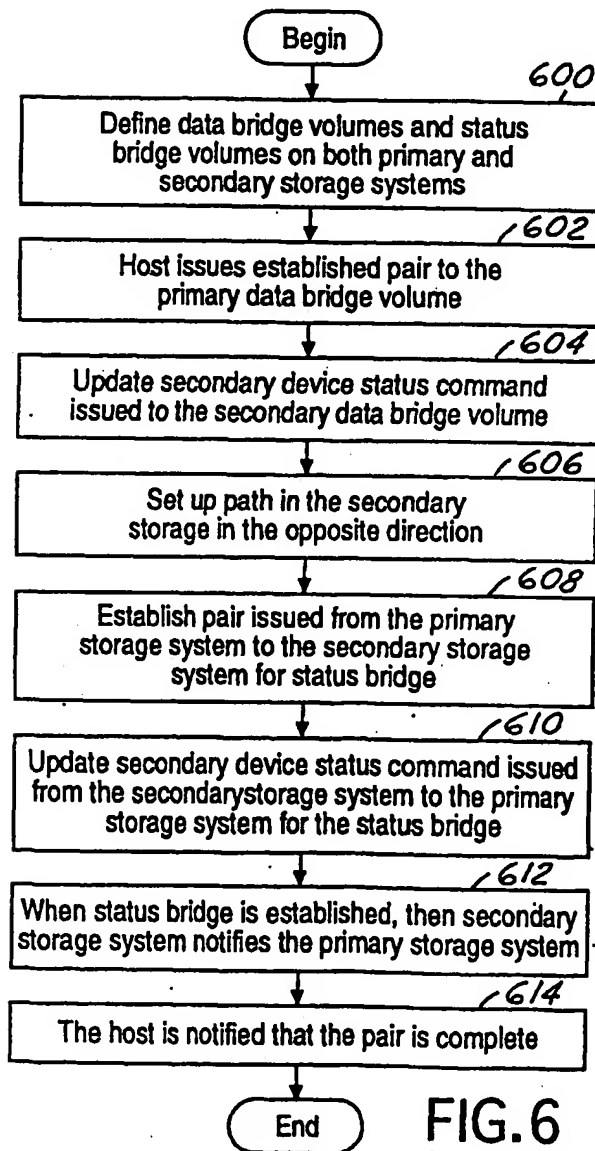 Begin
600
Define data bridge volumes and status
bridge volumes on both primary and
secondary storage systems
602
Host issues established pair to the
primary data bridge volume
604
Update secondary device status command
issued to the secondary data bridge volume
606
Set up path in the secondary
storage in the opposite direction
608
Establish pair issued from the primary
storage system to the secondary storage
system for status bridge
610
Update secondary device status command issued
from the secondarystorage system to the primary
storage system for the status bridge
612
When status bridge is established, then secondary
storage system notifies the primary storage system
614
The host is notified that the pair is complete
End
FIG.6